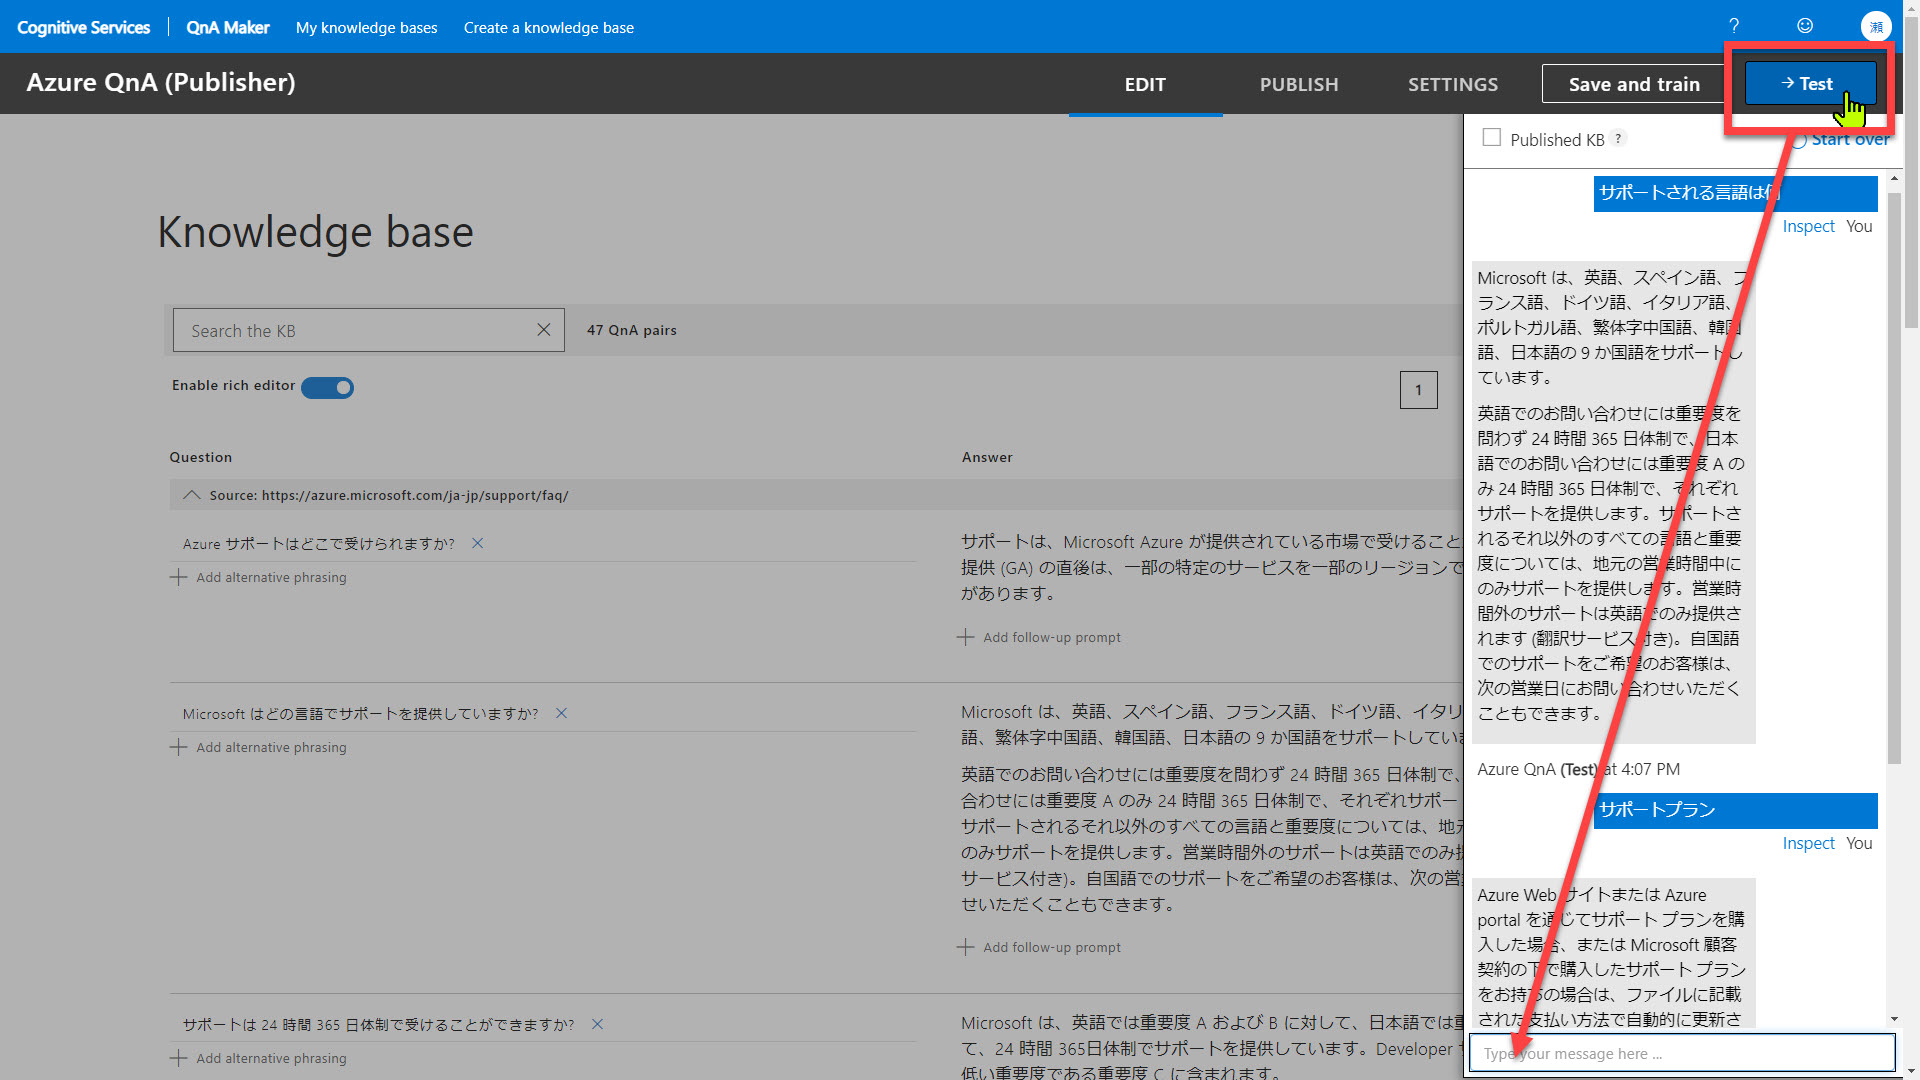 Cognitive Services
QnA Maker
My knowledge bases
Create a knowledge base
?
瀬
Azure QnA (Publisher)
EDIT
PUBLISH
SETTINGS
Save and train
Test
Published KB ?
Start over
Knowledge base
Search the KB
47 QnA pairs
Enable rich editor
1
Question
Answer
Source: https://azure.microsoft.com/ja-jp/support/faq/
Azure サポートはどこで受けられますか?
Add alternative phrasing
サポートは、Microsoft Azure が提供されている市場で受けること
提供 (GA) の直後は、一部の特定のサービスを一部のリージョンで
があります。
Add follow-up prompt
Microsoft はどの言語でサポートを提供していますか?
Add alternative phrasing
Microsoft は、英語、スペイン語、フランス語、ドイツ語、イタリ
語、繁体字中国語、韓国語、日本語の 9 か国語をサポートしてい
英語でのお問い合わせには重要度を問わず 24 時間 365 日体制で、
合わせには重要度 A のみ 24 時間 365 日体制で、それぞれサポー
サポートされるそれ以外のすべての言語と重要度については、地
のみサポートを提供します。営業時間外のサポートは英語でのみ
サービス付き)。自国語でのサポートをご希望のお客様は、次の営
せいただくこともできます。
Add follow-up prompt
サポートは 24 時間 365 日体制で受けることができますか?
Add alternative phrasing
Microsoft は、英語では重要度 A および B に対して、日本語では
て、24 時間 365日体制でサポートを提供しています。Developer
低い重要度である重要度 C に含まれます。
サポートされる言語は何
Inspect You
Microsoft は、英語、スペイン語、フ
ランス語、ドイツ語、イタリア語、
ポルトガル語、繁体字中国語、韓国
語、日本語の 9 か国語をサポートし
ています。
英語でのお問い合わせには重要度を
問わず 24 時間 365 日体制で、日本
語でのお問い合わせには重要度 A の
み 24 時間 365 日体制で、それぞれ
サポートを提供します。サポートさ
れるそれ以外のすべての言語と重要
度については、地元の営業時間中に
のみサポートを提供します。営業時
間外のサポートは英語でのみ提供さ
れます (翻訳サービス付き)。自国語
でのサポートをご希望のお客様は、
次の営業日にお問い合わせいただく
こともできます。
Azure QnA (Test) at 4:07 PM
サポートプラン
Inspect You
Azure Web サイトまたは Azure
portal を通じてサポート プランを購
入した場合、または Microsoft 顧客
契約の下で購入したサポート プラン
をお持ちの場合は、ファイルに記載
された支払い方法で自動的に更新さ
Type your message here ...